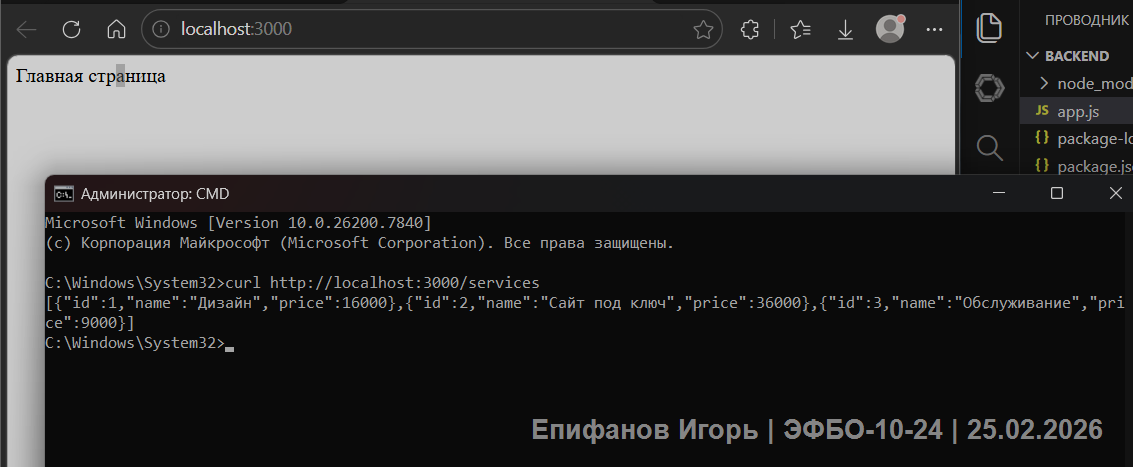 localhost:3000
Главная страница
ПРОВОДНИК
BACKEND
node_mod
JS app.js
{} package-lo
{} package.js
Администратор: CMD
Microsoft Windows [Version 10.0.26200.7840]
(c) Корпорация Майкрософт (Microsoft Corporation). Все права защищены.
C:\Windows\System32>curl http://localhost:3000/services
[{"id":1,"name":"Дизайн","price":16000},{"id":2,"name":"Сайт под ключ","price":36000},{"id":3,"name":"Обслуживание","pri
ce":9000}]
C:\Windows\System32>
Епифанов Игорь | ЭФБО-10-24 | 25.02.2026